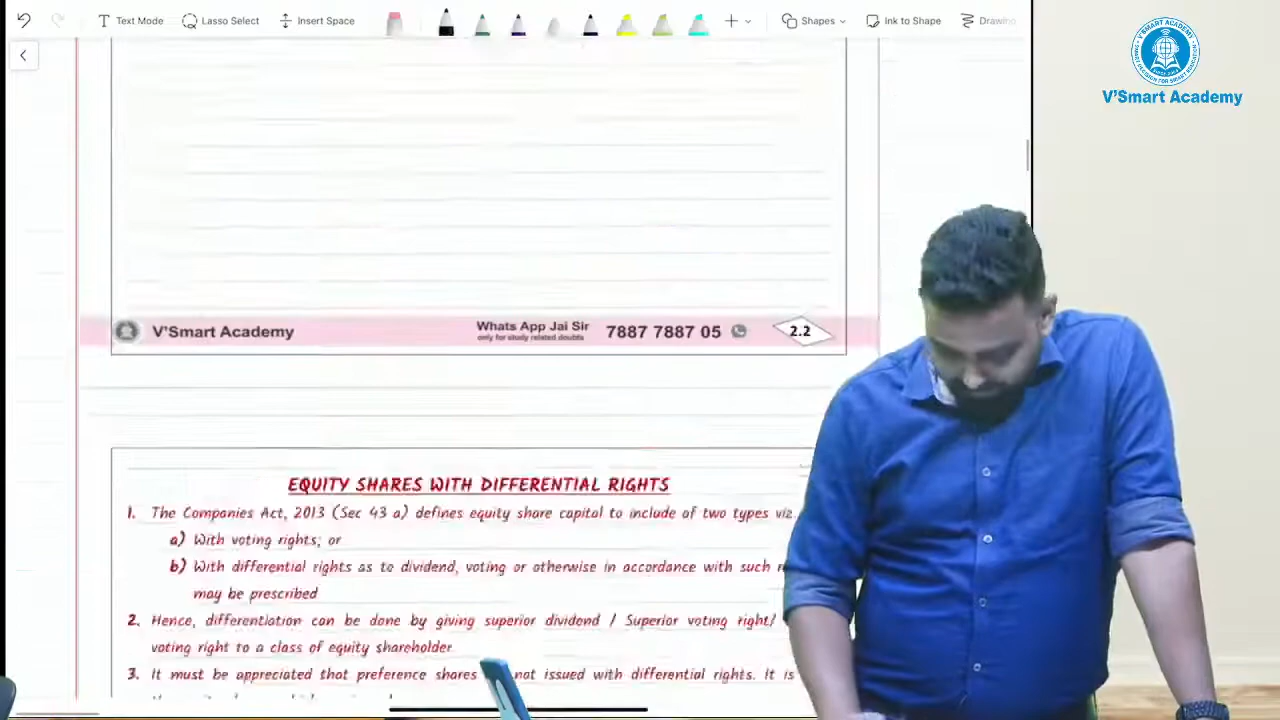 Text Mode
Lasso Select
Insert Space
Shapes
Ink to Shape
Drawing
V'SMART ACADEMY
V'Smart Academy
V'Smart Academy
Whats App Jai Sir
only for study related doubts
7887 7887 05
2.2
EQUITY SHARES WITH DIFFERENTIAL RIGHTS
1. The Companies Act, 2013 (Sec 43 a) defines equity share capital to include of two types viz.
a) With voting rights; or
b) With differential rights as to dividend, voting or otherwise in accordance with such
may be prescribed
2. Hence, differentiation can be done by giving superior dividend / Superior voting right/
voting right to a class of equity shareholder
3. It must be appreciated that preference shares not issued with differential rights. It is